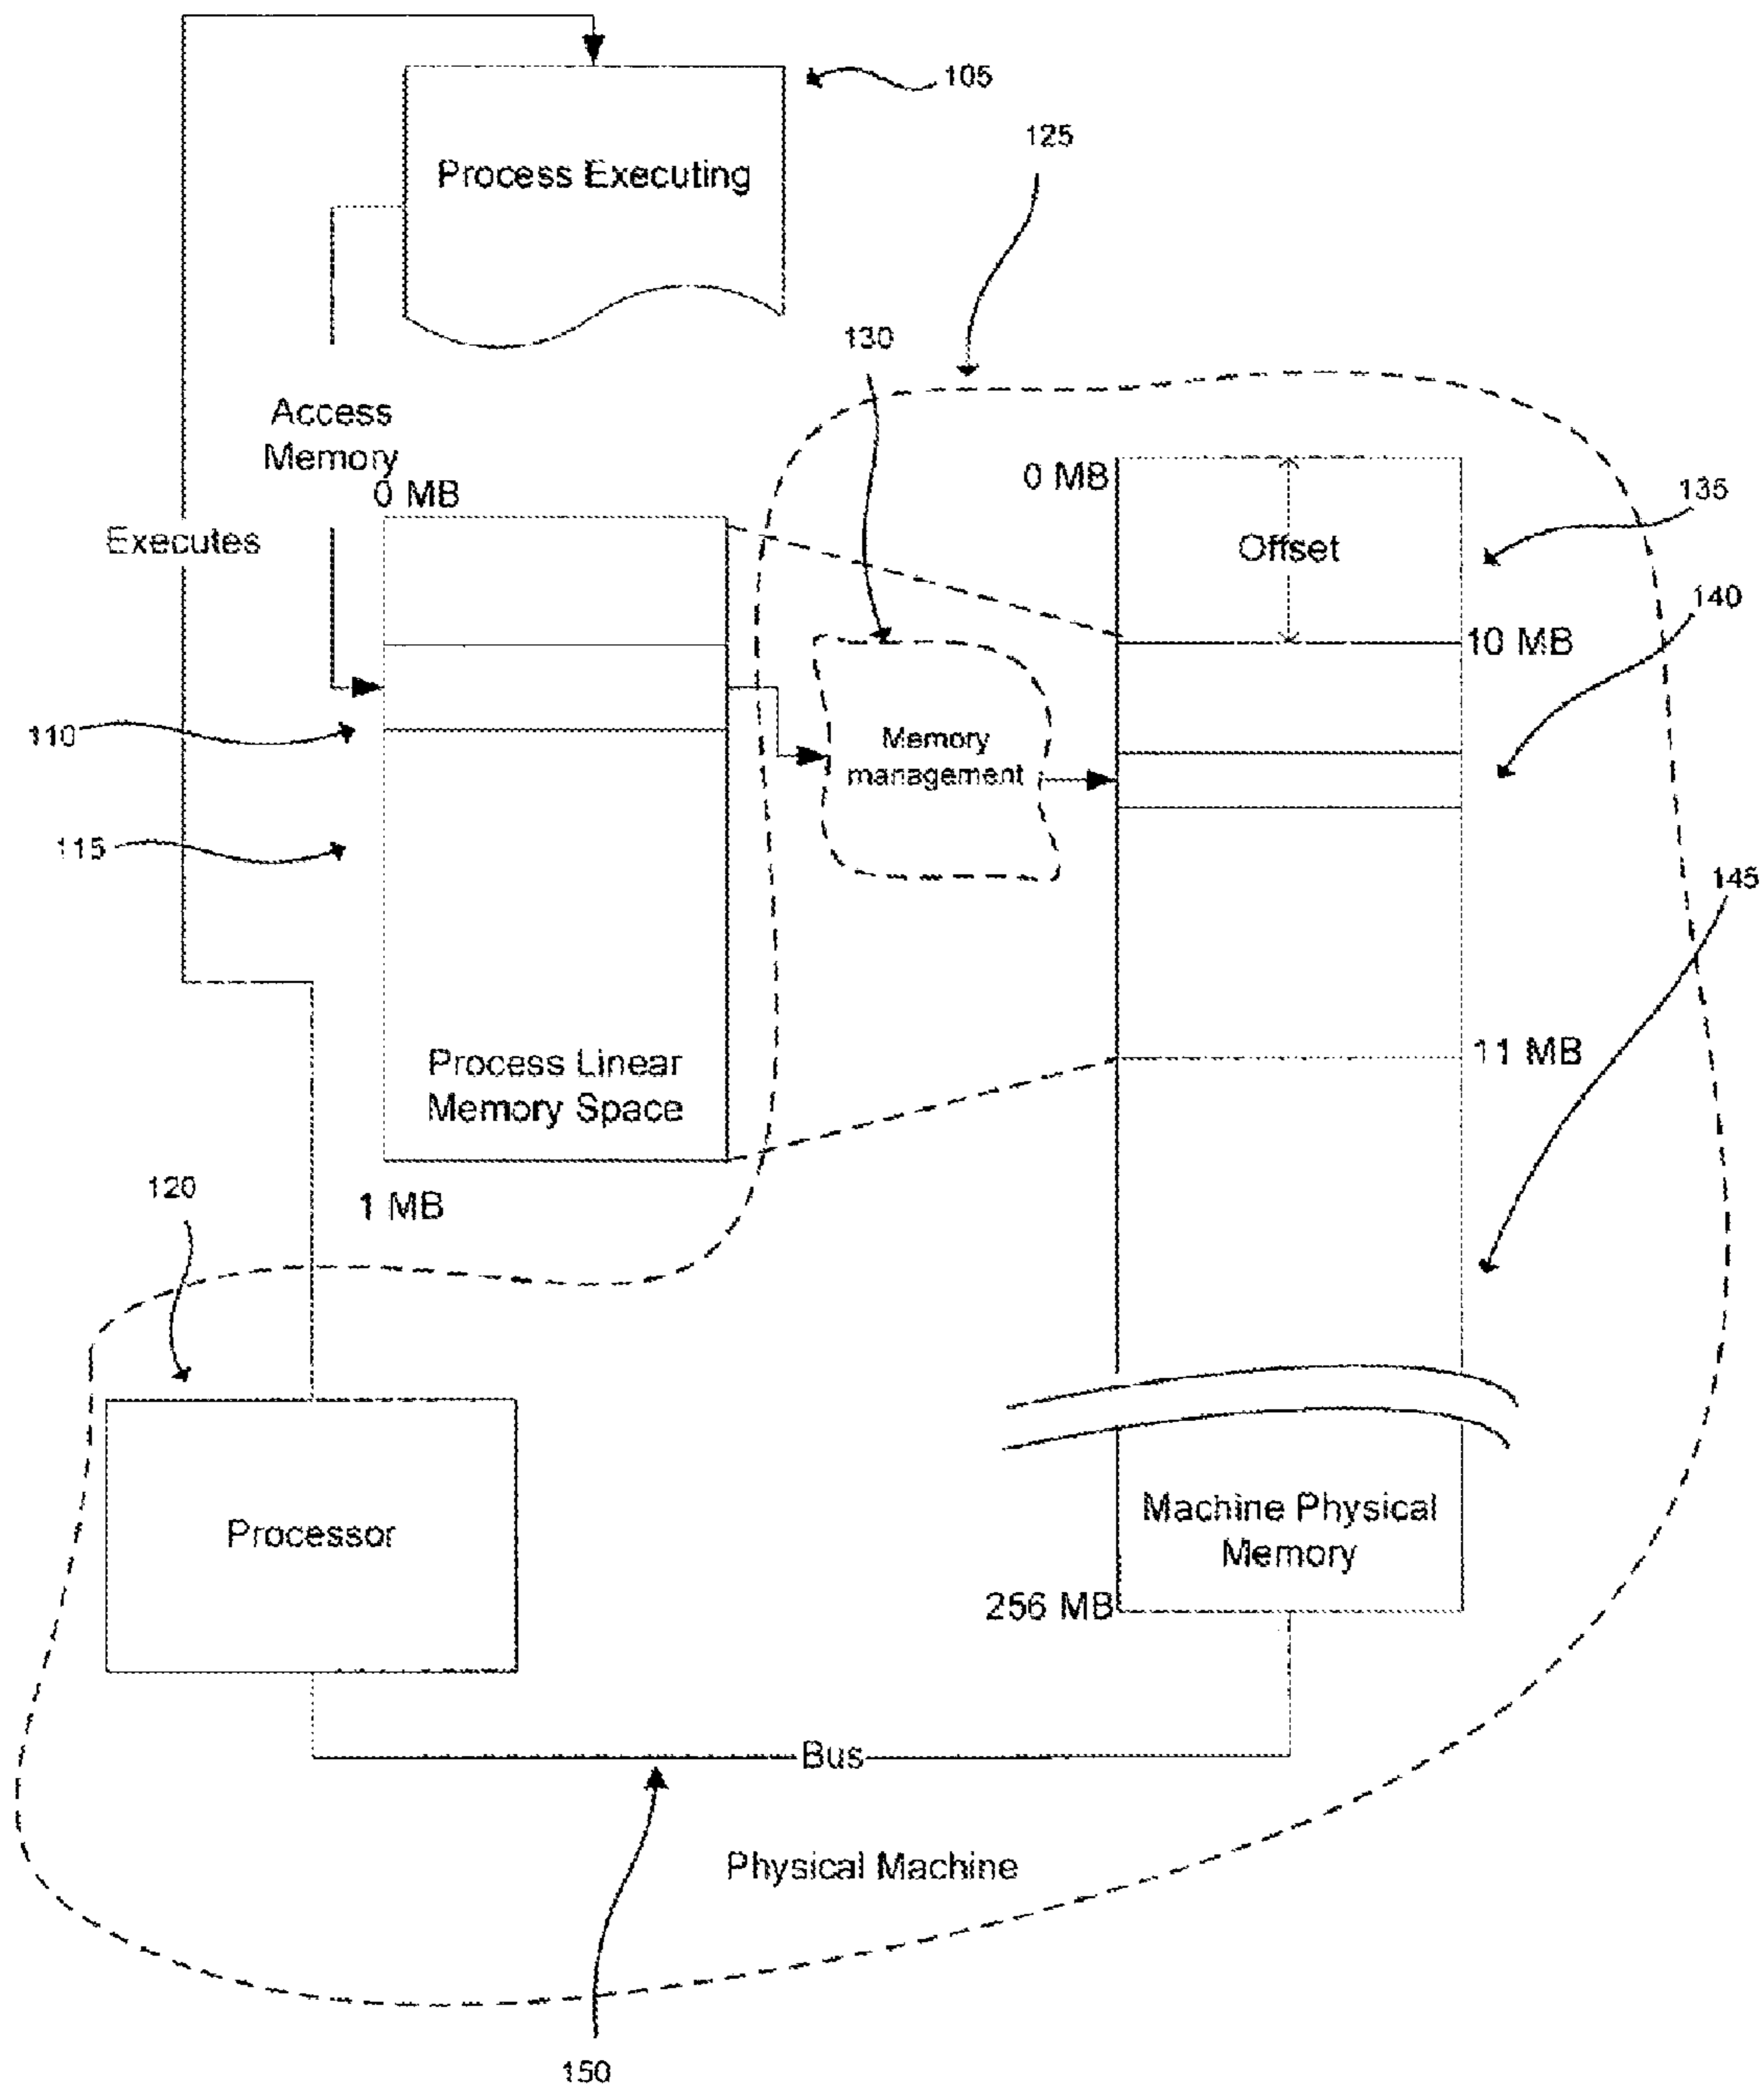 105
125
Process Executing
130
Access
Memory
0 MB
0 MB
135
Offset
Executes
140
10 MB
110
Memory
management
115
145
11 MB
Process Linear
Memory Space
120
1 MB
Machine Physical
Memory
Processor
256 MB
Bus
Physical Machine
150